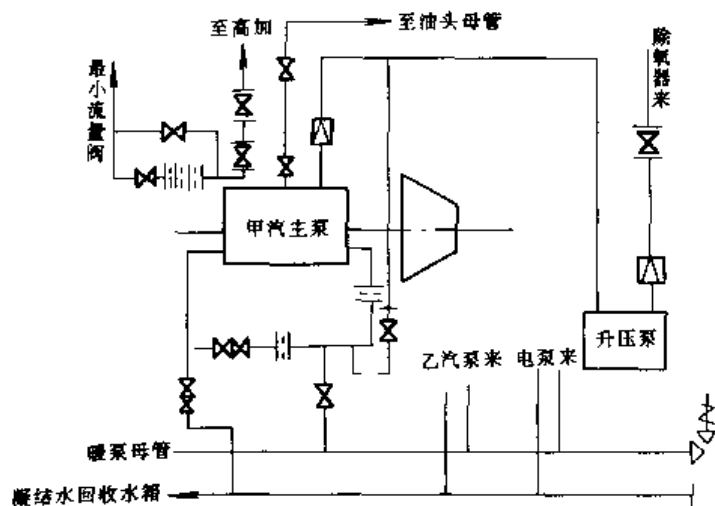 至油头母管
至高加
除氧器来
最小流量阀
甲汽主泵
升压泵
乙汽泵来
电泵来
暖泵母管
凝结水回收水箱